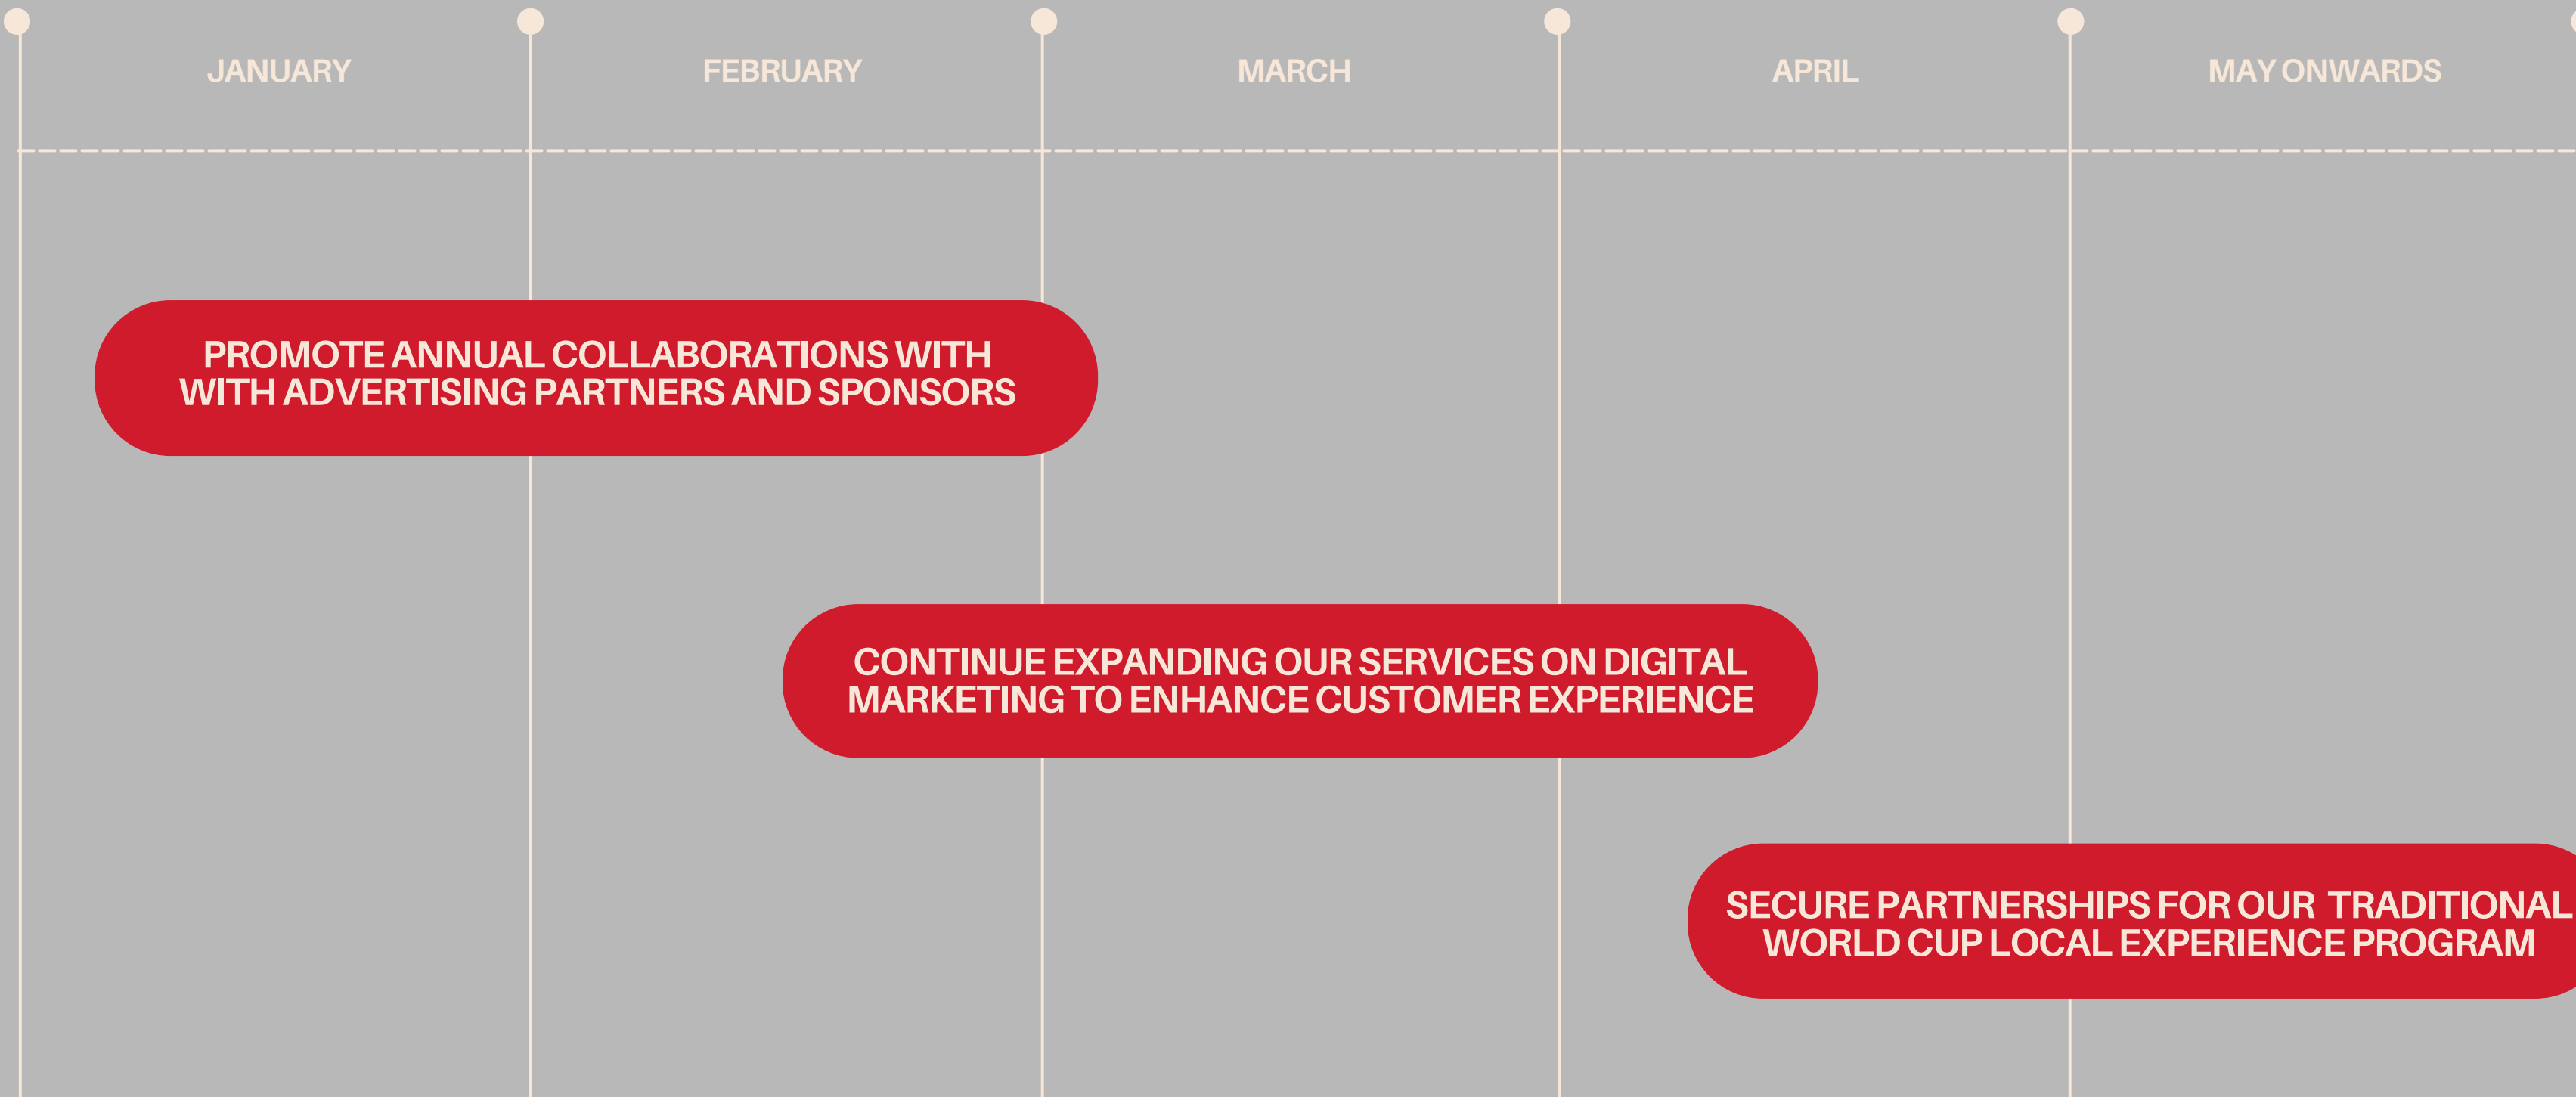 JANUARY
FEBRUARY
MARCH
APRIL
MAY ONWARDS
PROMOTE ANNUAL COLLABORATIONS WITH
WITH ADVERTISING PARTNERS AND SPONSORS
CONTINUE EXPANDING OUR SERVICES ON DIGITAL
MARKETING TO ENHANCE CUSTOMER EXPERIENCE
SECURE PARTNERSHIPS FOR OUR TRADITIONAL
WORLD CUP LOCAL EXPERIENCE PROGRAM